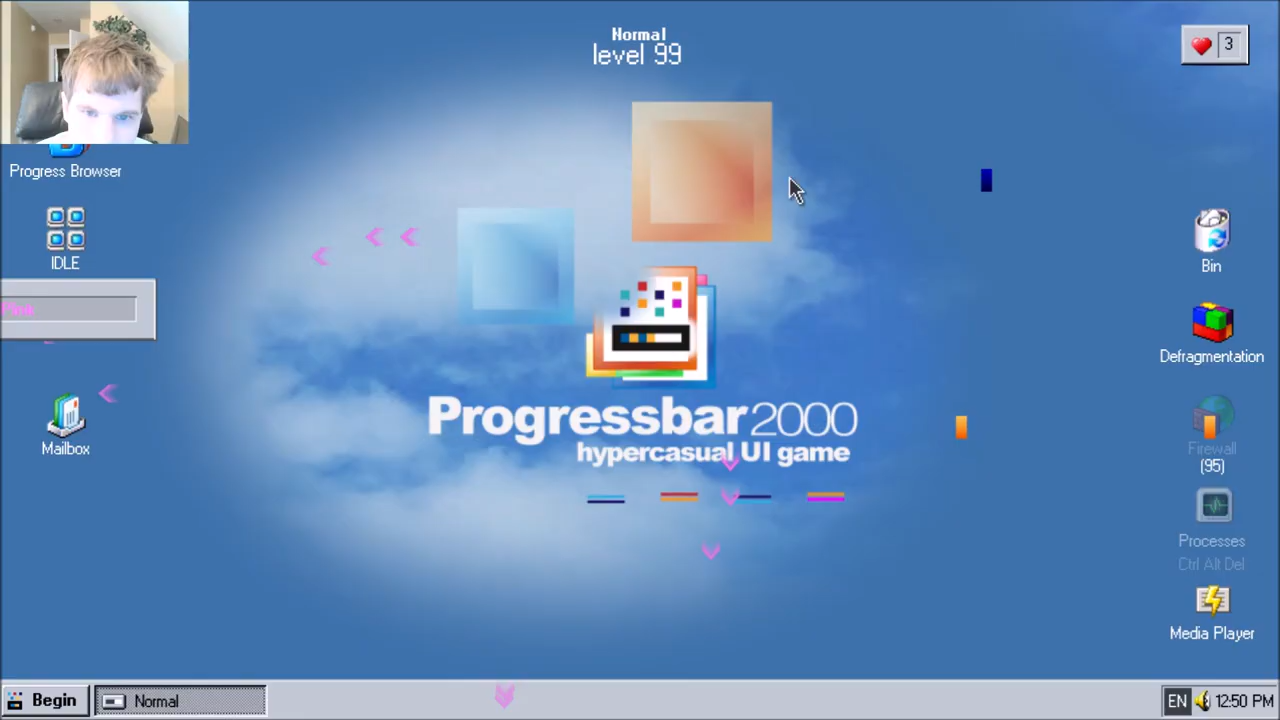 Normal
level 99
3
Progress Browser
IDLE
Bin
Pink
Defragmentation
Progressbar2000
hypercasual UI game
Mailbox
Firewall
(95)
Processes
Ctrl Alt Del
Media Player
Begin
Normal
EN
12:50 PM